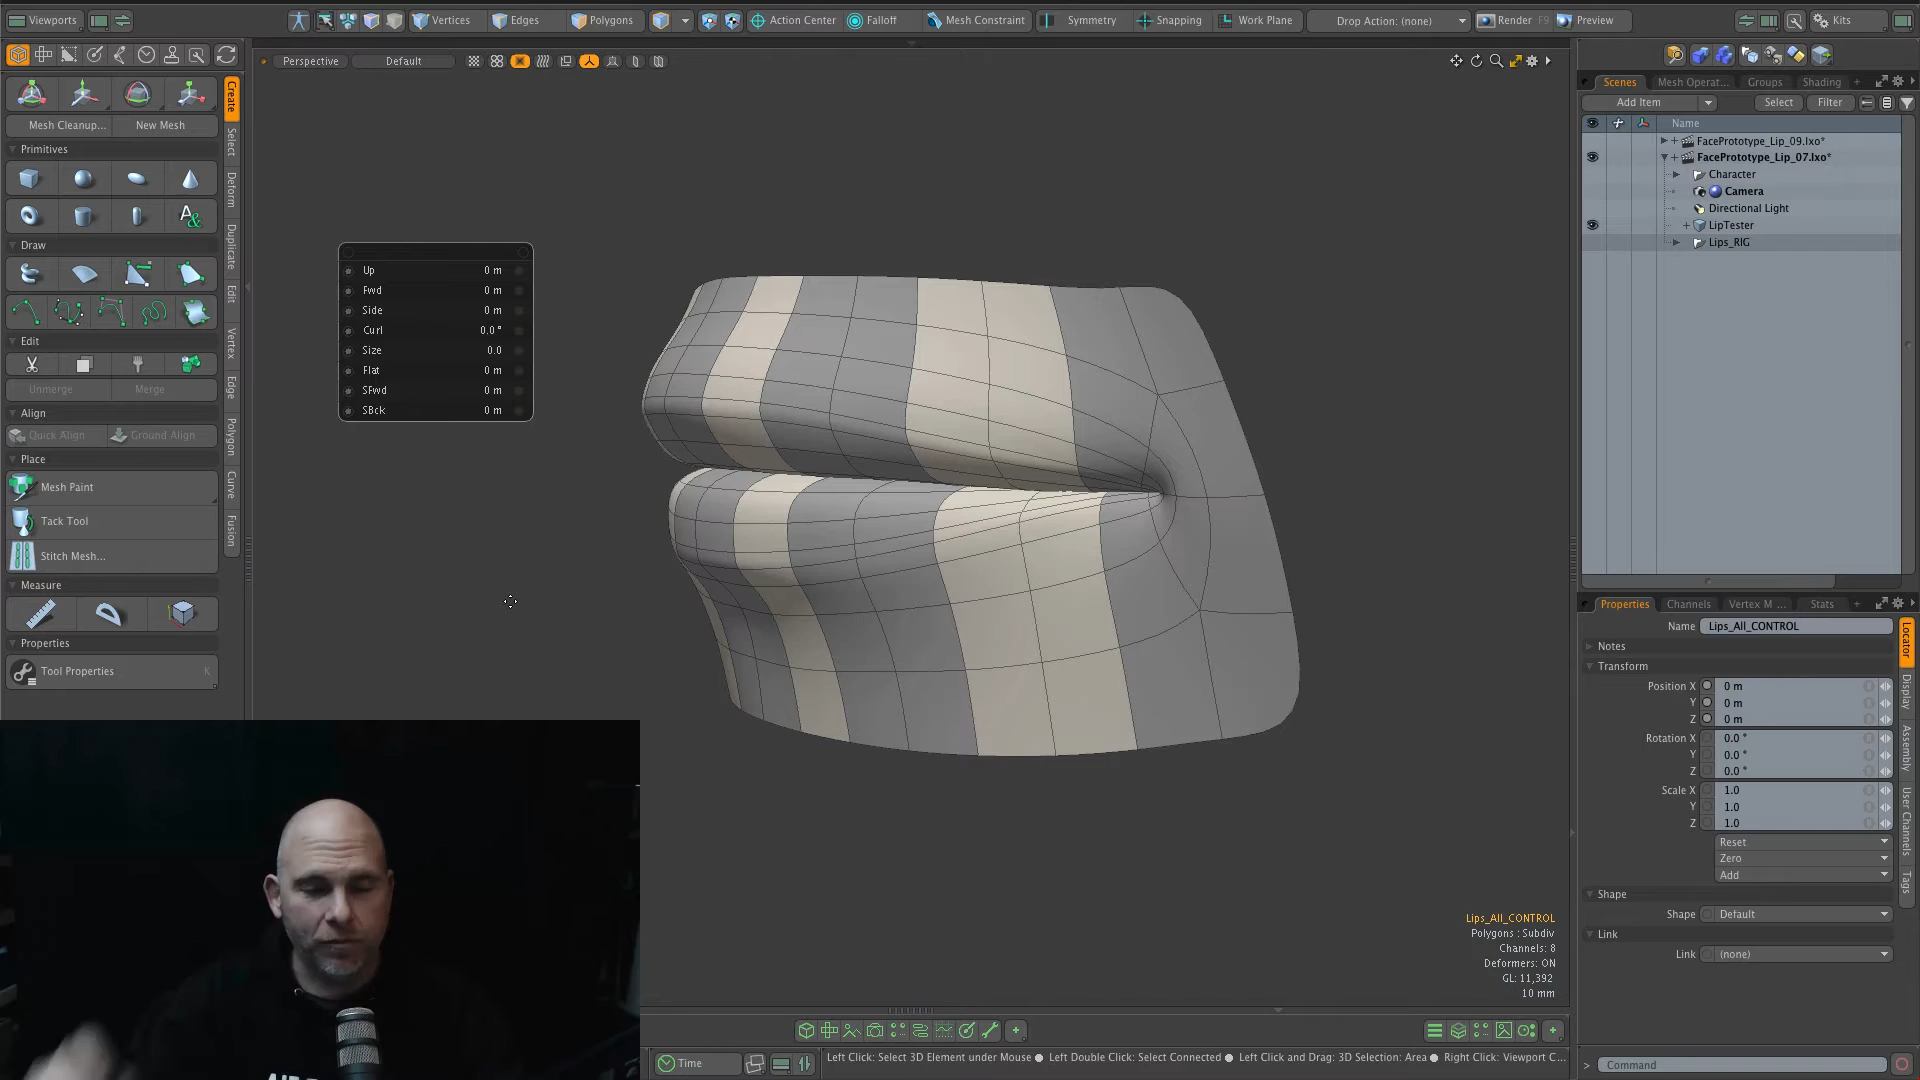 Viewports
Vertices
Edges
Polygons
Action Center
Falloff
Mesh Constraint
Symmetry
Snapping
Work Plane
Drop Action: (none)
Render F9
Preview
Kits
Mesh Cleanup...
New Mesh
Primitives
Draw
Edit
Unmerge
Merge
Align
Quick Align
Ground Align
Place
Mesh Paint
Tack Tool
Stitch Mesh...
Measure
Properties
Tool Properties K
Create
Select
Deform
Duplicate
Edit
Vertex
Edge
Polygon
Curve
Fusion
Perspective
Default
Up 0 m
Fwd 0 m
Side 0 m
Curl 0.0 °
Size 0.0
Flat 0 m
SFwd 0 m
SBck 0 m
Lips_All_CONTROL
Polygons : Subdiv
Channels: 8
Deformers: ON
GL: 11,392
10 mm
Time
Left Click: Select 3D Element under Mouse ● Left Double Click: Select Connected ● Left Click and Drag: 3D Selection: Area ● Right Click: Viewport C...
Scenes
Mesh Operat...
Groups
Shading
Add Item
Select
Filter
Name
FacePrototype_Lip_09.lxo*
FacePrototype_Lip_07.lxo*
Character
Camera
Directional Light
LipTester
Lips_RIG
Properties
Channels
Vertex M ...
Stats
Name Lips_All_CONTROL
Notes
Transform
Position X 0 m
Y 0 m
Z 0 m
Rotation X 0.0 °
Y 0.0 °
Z 0.0 °
Scale X 1.0
Y 1.0
Z 1.0
Reset
Zero
Add
Shape
Shape Default
Link
Link (none)
Locator
Display
Assembly
User Channels
Tags
> Command